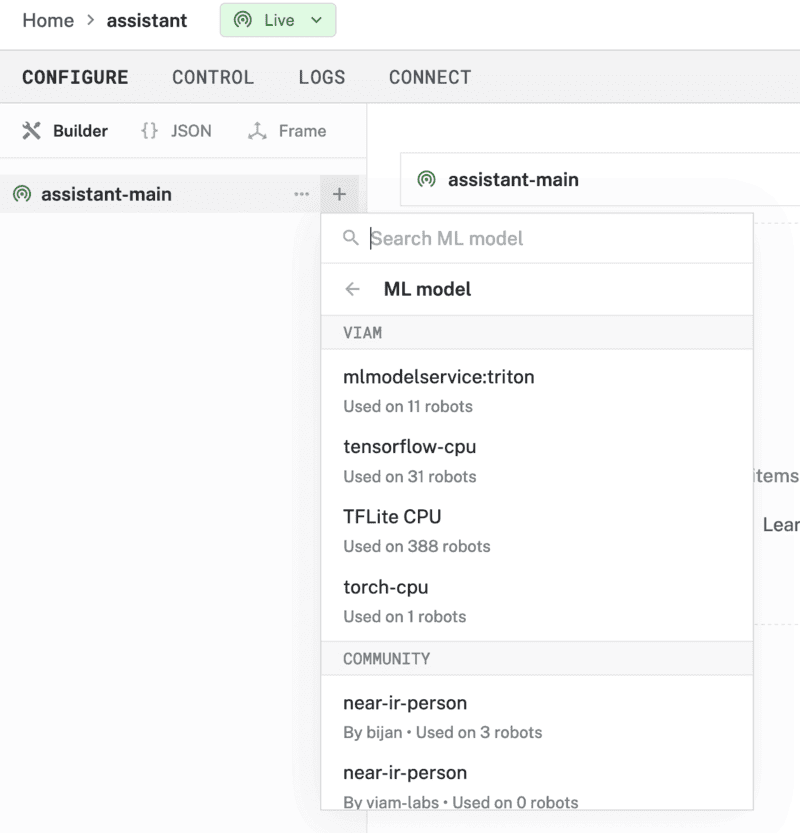 Home > assistant Live
CONFIGURE CONTROL LOGS CONNECT
Builder {} JSON Frame
assistant-main ... +
assistant-main
Search ML model
ML model
VIAM
mlmodelservice:triton
Used on 11 robots
tensorflow-cpu
Used on 31 robots
items
TFLite CPU
Lear
Used on 388 robots
torch-cpu
Used on 1 robots
COMMUNITY
near-ir-person
By bijan • Used on 3 robots
near-ir-person
By viam-labs • Used on 0 robots